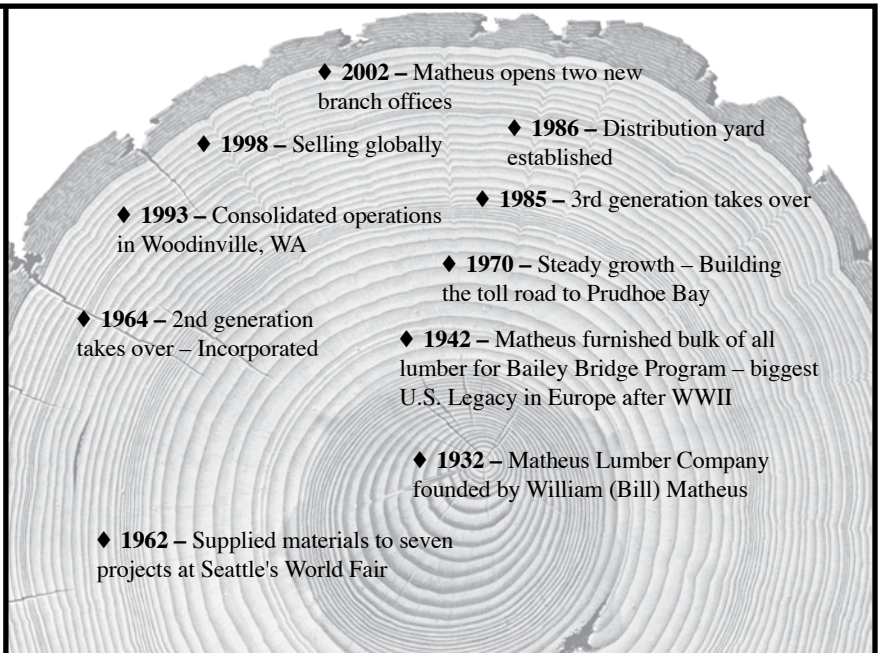 ♦ 2002 – Matheus opens two new
branch offices
♦ 1998 – Selling globally
♦ 1986 – Distribution yard
established
♦ 1993 – Consolidated operations
in Woodinville, WA
♦ 1985 – 3rd generation takes over
♦ 1970 – Steady growth – Building
the toll road to Prudhoe Bay
♦ 1964 – 2nd generation
takes over – Incorporated
♦ 1942 – Matheus furnished bulk of all
lumber for Bailey Bridge Program – biggest
U.S. Legacy in Europe after WWII
♦ 1932 – Matheus Lumber Company
founded by William (Bill) Matheus
♦ 1962 – Supplied materials to seven
projects at Seattle's World Fair